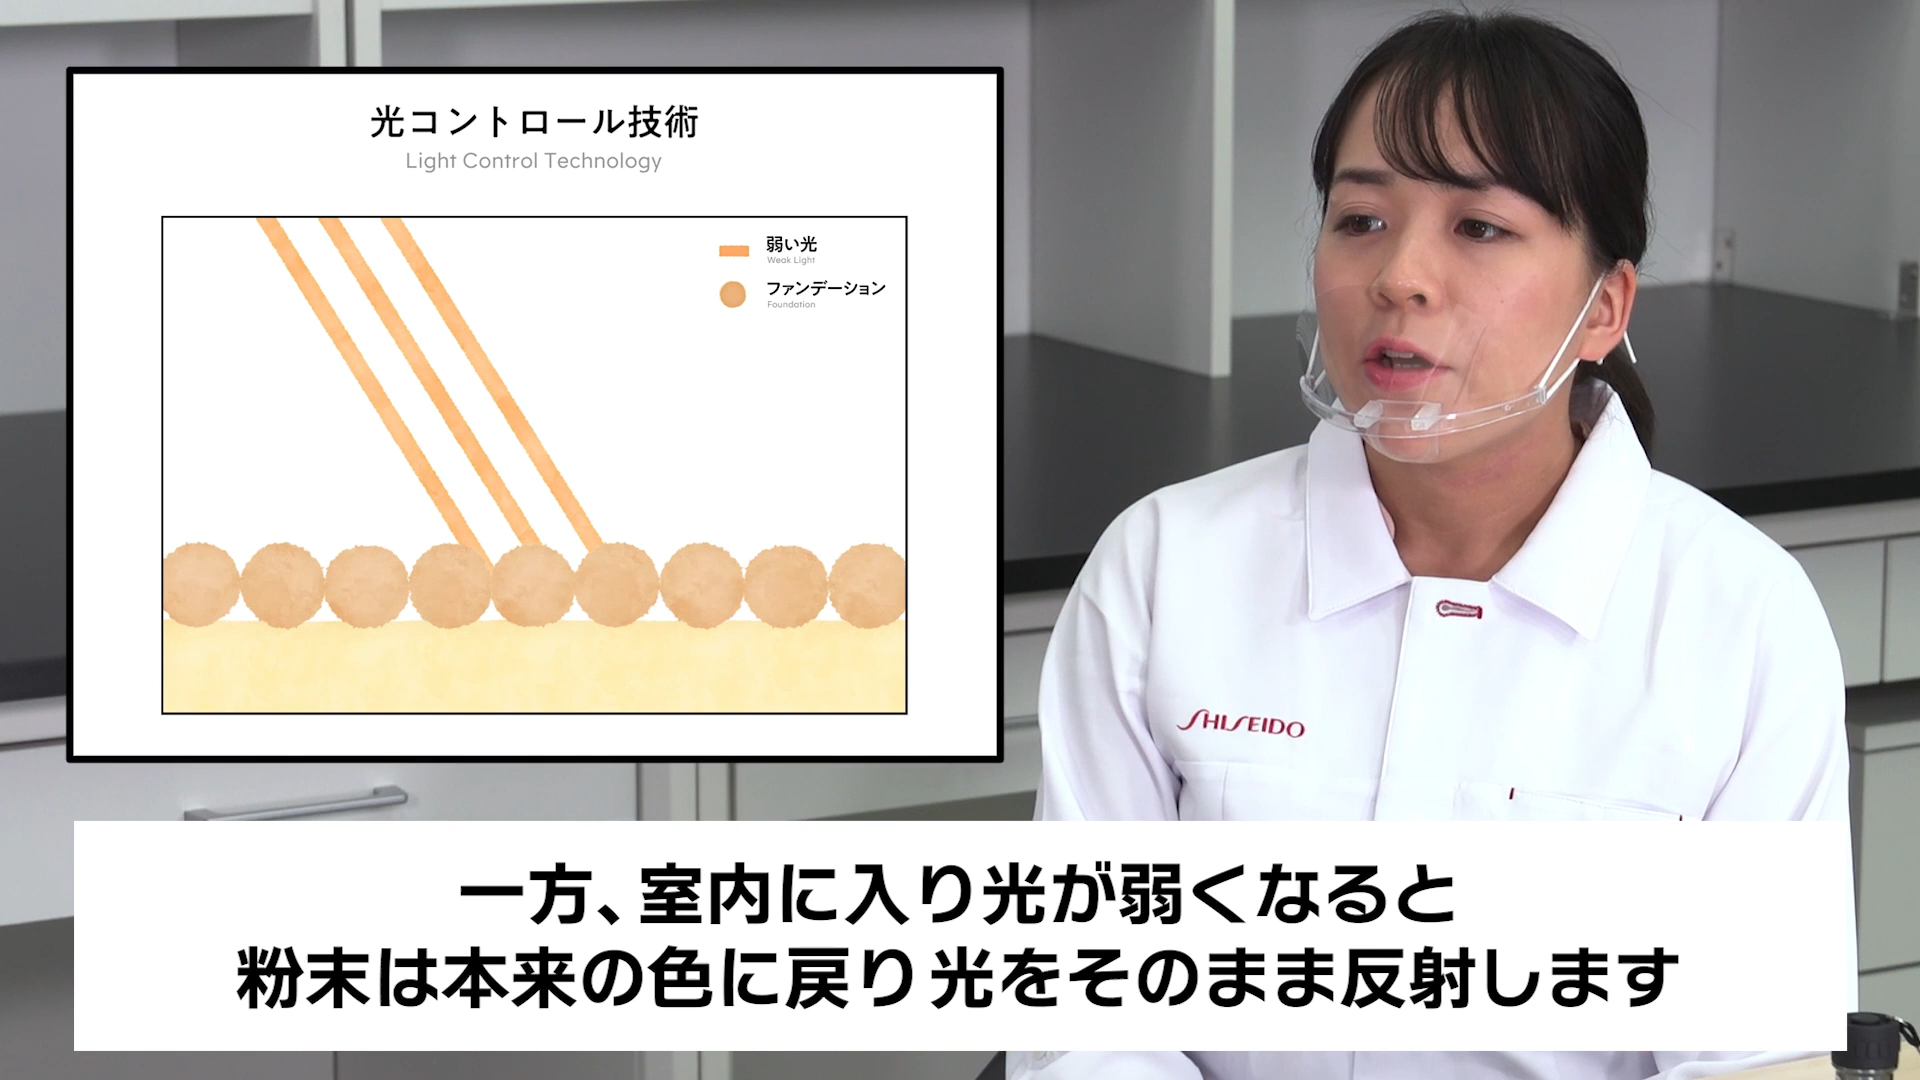 光コントロール技術
Light Control Technology
弱い光
Weak Light
ファンデーション
Foundation
SHISEIDO
一方、室内に入り光が弱くなると
粉末は本来の色に戻り 光をそのまま反射します